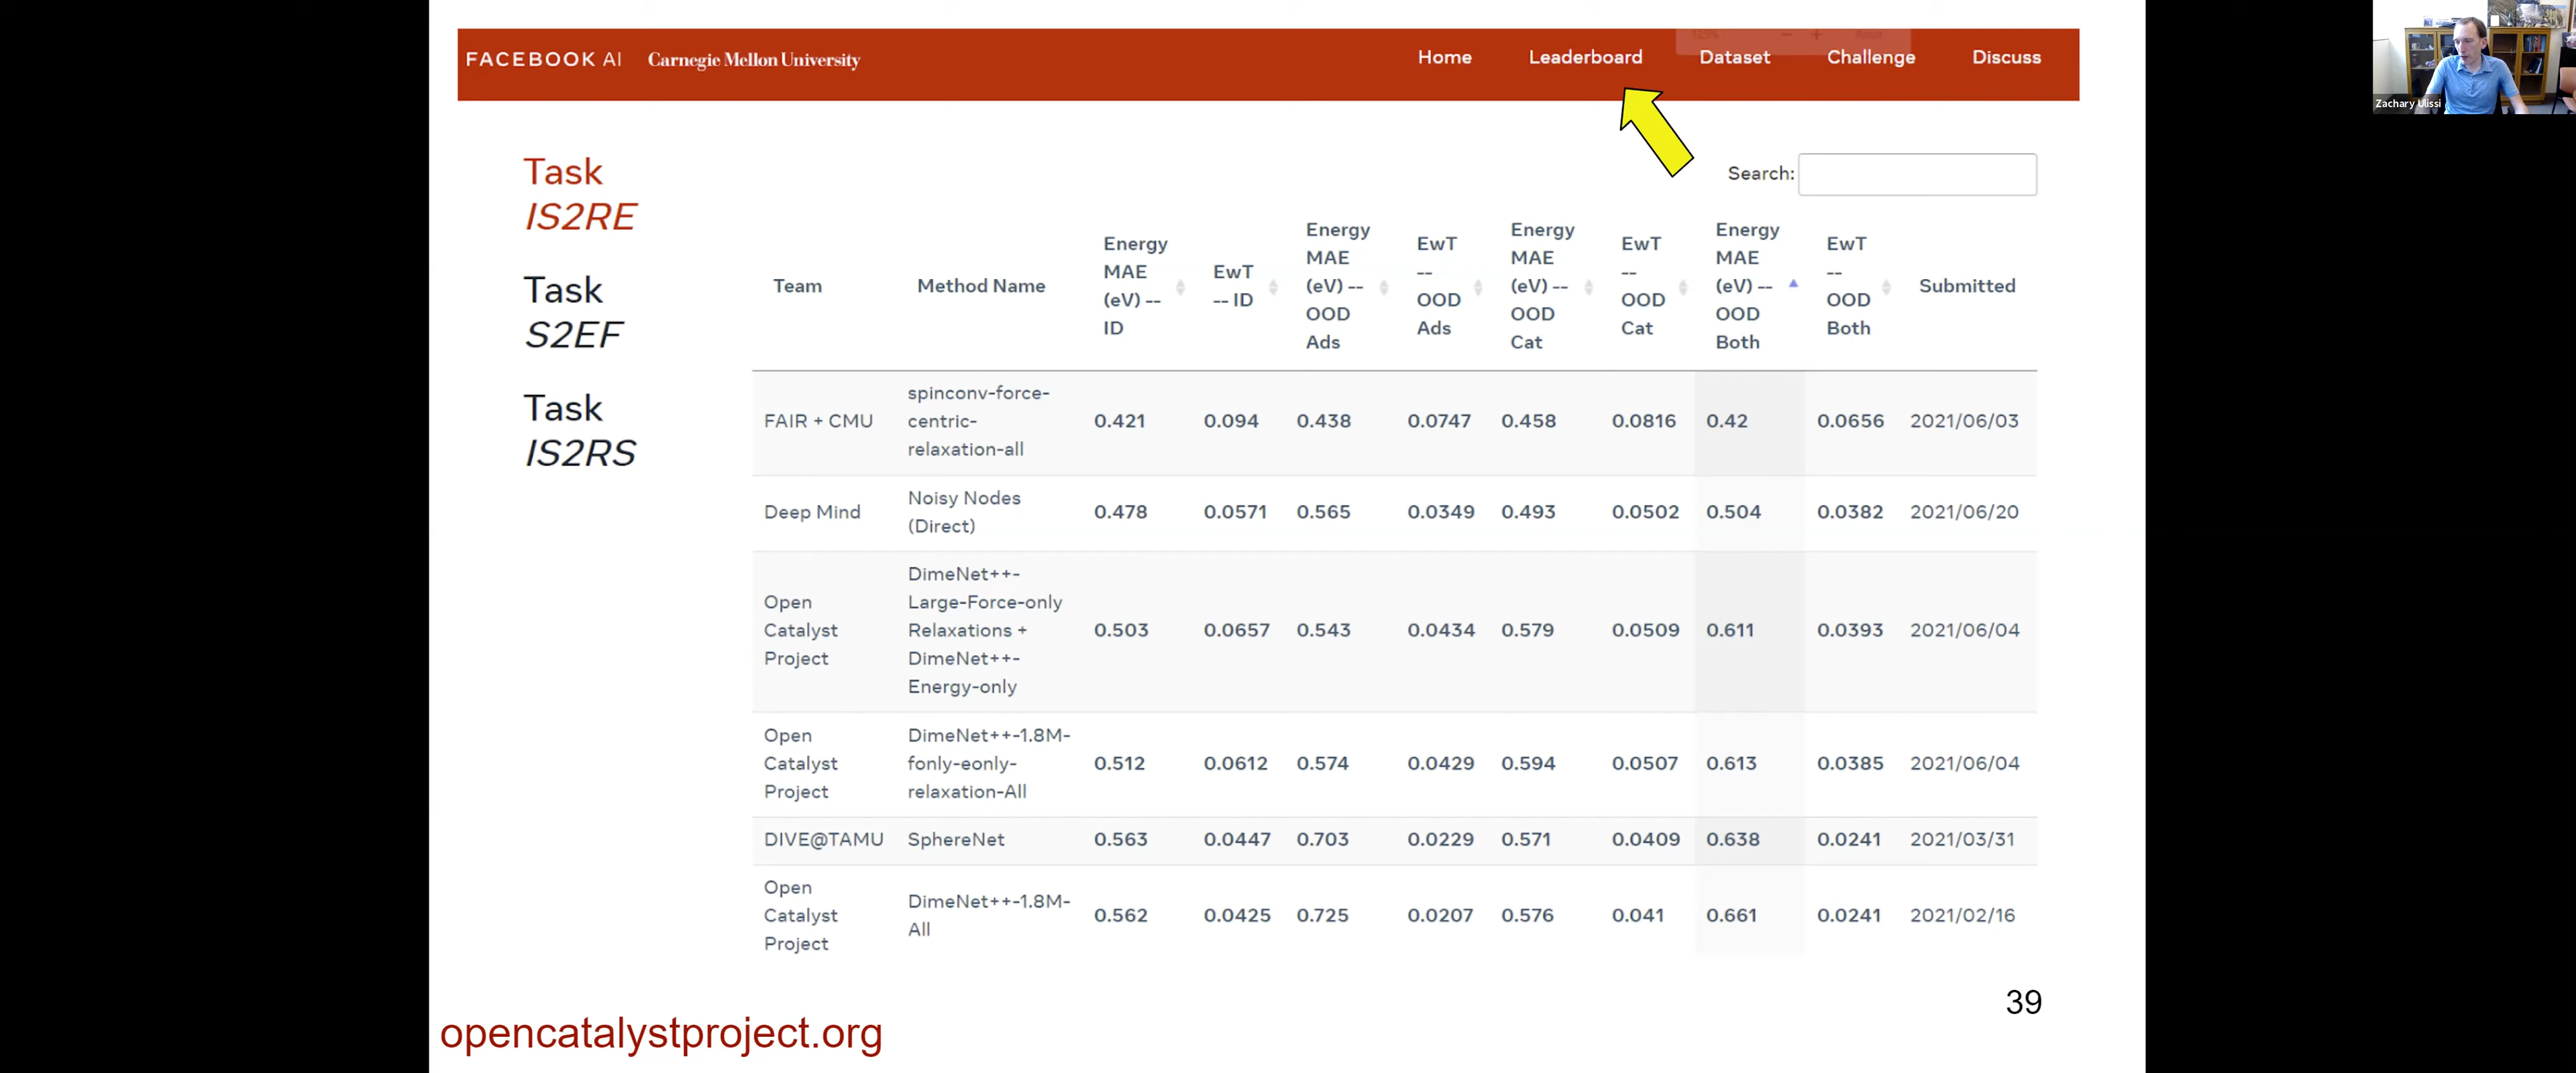 FACEBOOK AI Carnegie Mellon University Home Leaderboard Dataset Challenge Discuss
Zachary Ulissi
Task
IS2RE
Task
S2EF
Task
IS2RS
Search:
Team Method Name Energy MAE (eV) -- ID EwT -- ID Energy MAE (eV) -- OOD Ads EwT -- OOD Ads Energy MAE (eV) -- OOD Cat EwT -- OOD Cat Energy MAE (eV) -- OOD Both EwT -- OOD Both Submitted
FAIR + CMU spinconv-force-centric-relaxation-all 0.421 0.094 0.438 0.0747 0.458 0.0816 0.42 0.0656 2021/06/03
Deep Mind Noisy Nodes (Direct) 0.478 0.0571 0.565 0.0349 0.493 0.0502 0.504 0.0382 2021/06/20
Open Catalyst Project DimeNet++-Large-Force-only Relaxations + DimeNet++-Energy-only 0.503 0.0657 0.543 0.0434 0.579 0.0509 0.611 0.0393 2021/06/04
Open Catalyst Project DimeNet++-1.8M-fonly-eonly-relaxation-All 0.512 0.0612 0.574 0.0429 0.594 0.0507 0.613 0.0385 2021/06/04
DIVE@TAMU SphereNet 0.563 0.0447 0.703 0.0229 0.571 0.0409 0.638 0.0241 2021/03/31
Open Catalyst Project DimeNet++-1.8M-All 0.562 0.0425 0.725 0.0207 0.576 0.041 0.661 0.0241 2021/02/16
39
opencatalystproject.org